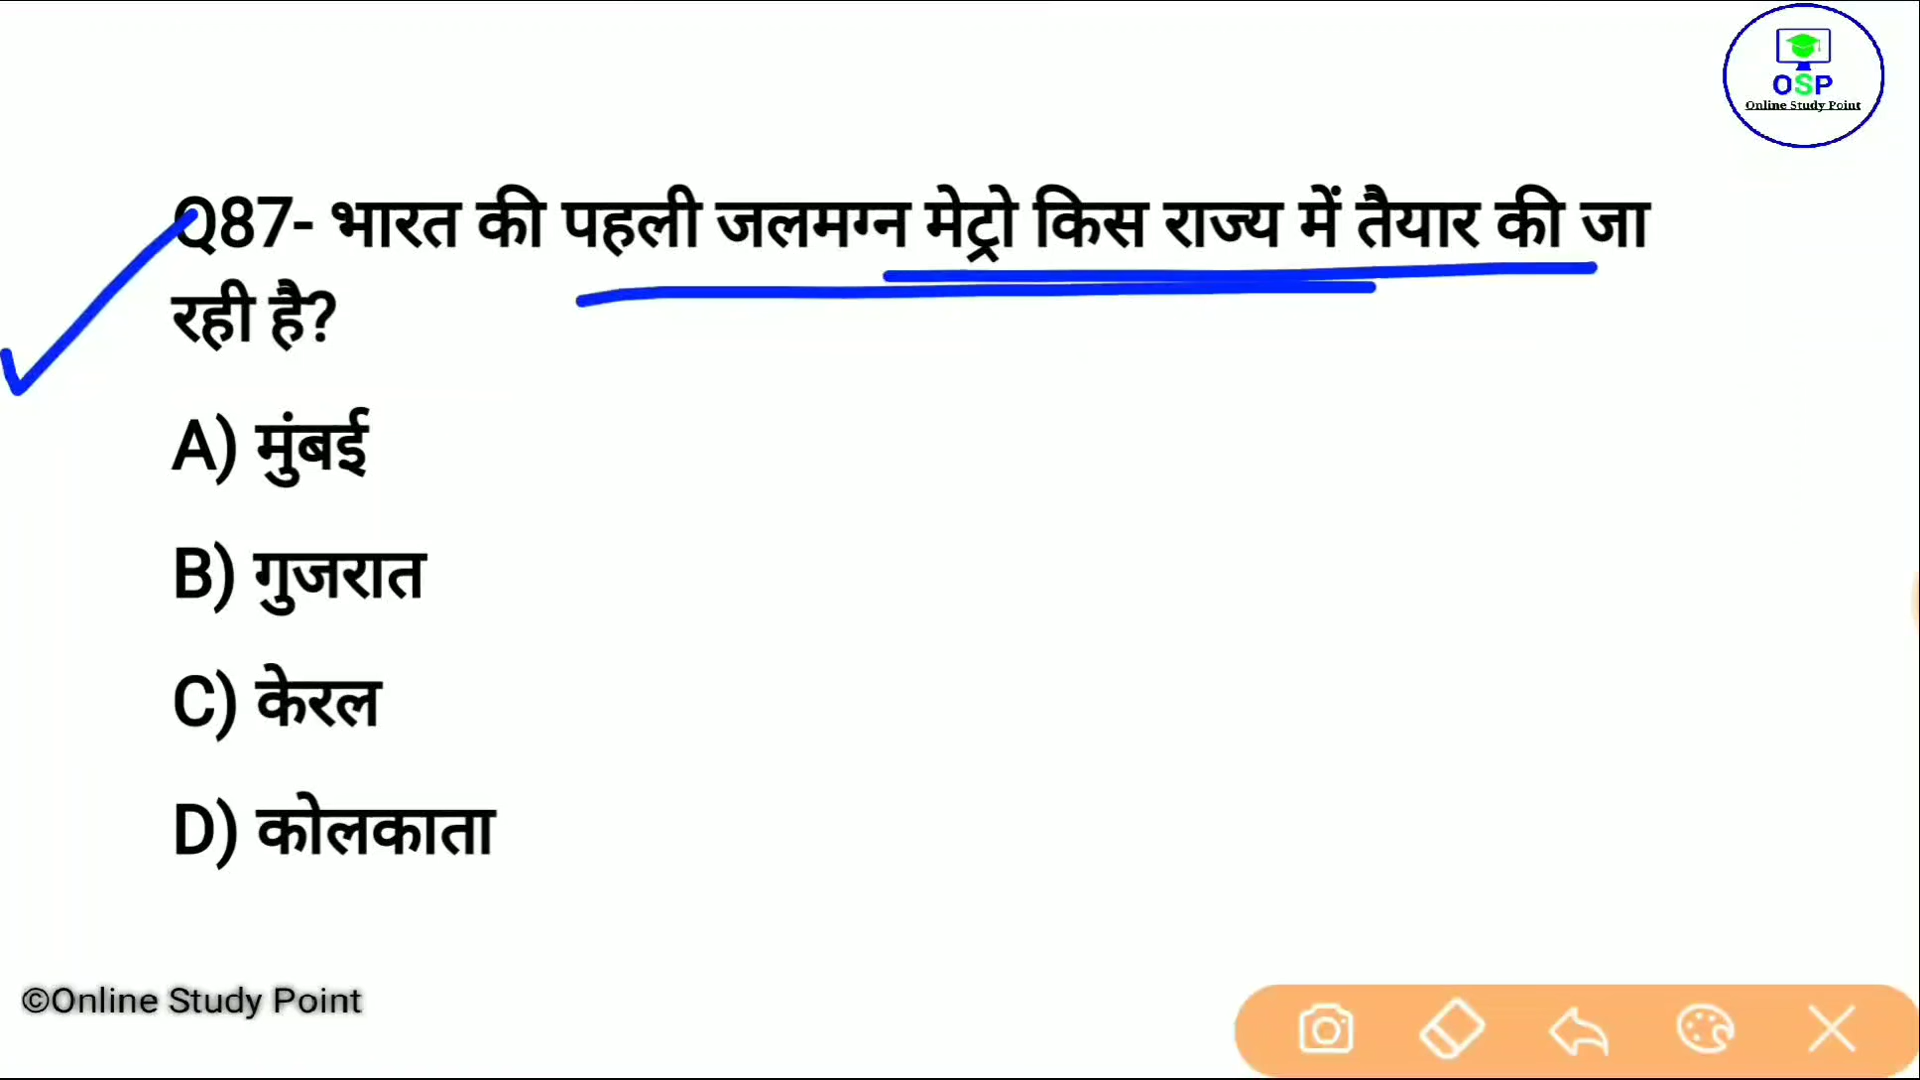 OSP
Online Study Point
Q87- भारत की पहली जलमग्न मेट्रो किस राज्य में तैयार की जा
रही है?
A) मुंबई
B) गुजरात
C) केरल
D) कोलकाता
©Online Study Point